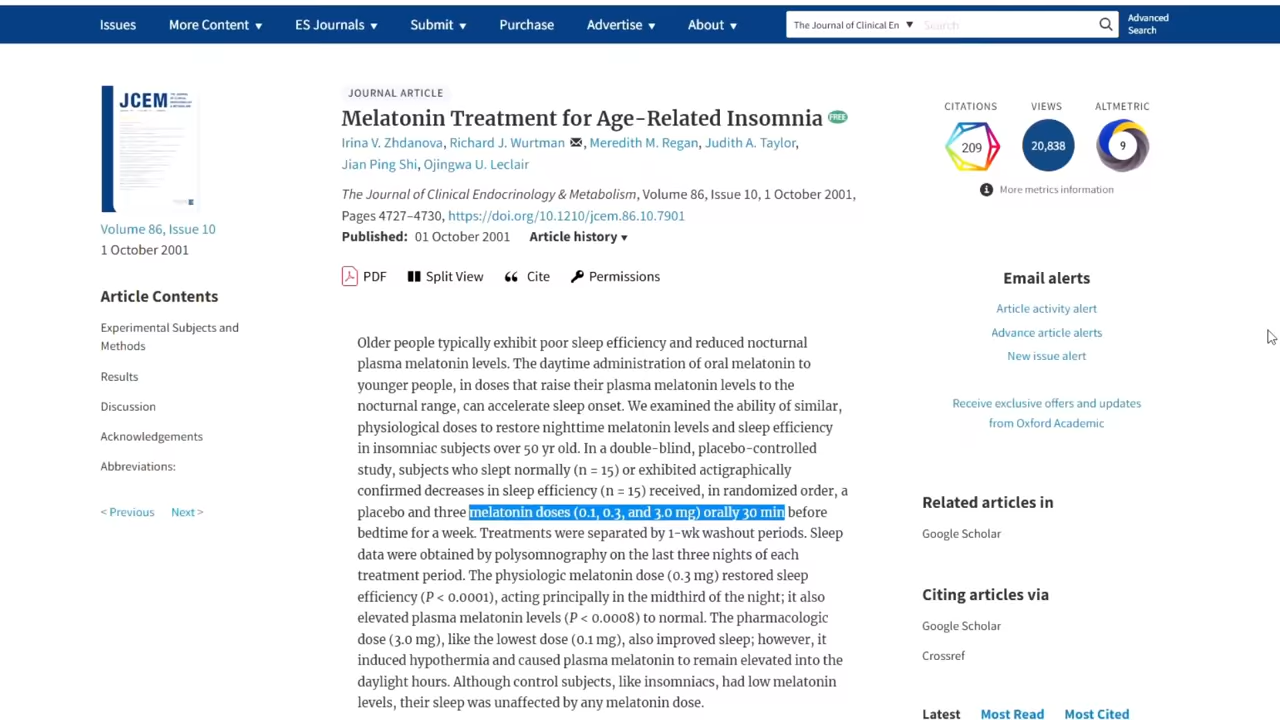 Issues More Content ▼ ES Journals ▼ Submit ▼ Purchase Advertise ▼ About ▼ The Journal of Clinical En ▼ Search Advanced Search
JCEM
Volume 86, Issue 10
1 October 2001
Article Contents
Experimental Subjects and
Methods
Results
Discussion
Acknowledgements
Abbreviations:
< Previous Next >
JOURNAL ARTICLE
Melatonin Treatment for Age-Related Insomnia FREE
Irina V. Zhdanova, Richard J. Wurtman ✉, Meredith M. Regan, Judith A. Taylor,
Jian Ping Shi, Ojingwa U. Leclair
The Journal of Clinical Endocrinology & Metabolism, Volume 86, Issue 10, 1 October 2001,
Pages 4727–4730, https://doi.org/10.1210/jcem.86.10.7901
Published: 01 October 2001 Article history ▾
PDF Split View Cite Permissions
Older people typically exhibit poor sleep efficiency and reduced nocturnal
plasma melatonin levels. The daytime administration of oral melatonin to
younger people, in doses that raise their plasma melatonin levels to the
nocturnal range, can accelerate sleep onset. We examined the ability of similar,
physiological doses to restore nighttime melatonin levels and sleep efficiency
in insomniac subjects over 50 yr old. In a double-blind, placebo-controlled
study, subjects who slept normally (n = 15) or exhibited actigraphically
confirmed decreases in sleep efficiency (n = 15) received, in randomized order, a
placebo and three melatonin doses (0.1, 0.3, and 3.0 mg) orally 30 min before
bedtime for a week. Treatments were separated by 1-wk washout periods. Sleep
data were obtained by polysomnography on the last three nights of each
treatment period. The physiologic melatonin dose (0.3 mg) restored sleep
efficiency (P < 0.0001), acting principally in the midthird of the night; it also
elevated plasma melatonin levels (P < 0.0008) to normal. The pharmacologic
dose (3.0 mg), like the lowest dose (0.1 mg), also improved sleep; however, it
induced hypothermia and caused plasma melatonin to remain elevated into the
daylight hours. Although control subjects, like insomniacs, had low melatonin
levels, their sleep was unaffected by any melatonin dose.
CITATIONS VIEWS ALTMETRIC
209 20,838 9
More metrics information
Email alerts
Article activity alert
Advance article alerts
New issue alert
Receive exclusive offers and updates
from Oxford Academic
Related articles in
Google Scholar
Citing articles via
Google Scholar
Crossref
Latest Most Read Most Cited